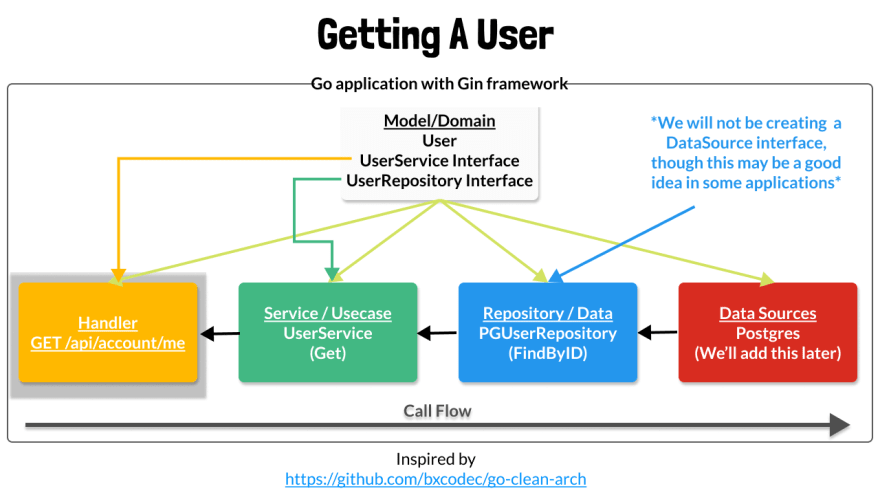 Getting A User
Go application with Gin framework
Model/Domain
User
UserService Interface
UserRepository Interface
*We will not be creating a
DataSource interface,
though this may be a good
idea in some applications*
Handler
GET /api/account/me
Service / Usecase
UserService
(Get)
Repository / Data
PGUserRepository
(FindByID)
Data Sources
Postgres
(We'll add this later)
Call Flow
Inspired by
https://github.com/bxcodec/go-clean-arch